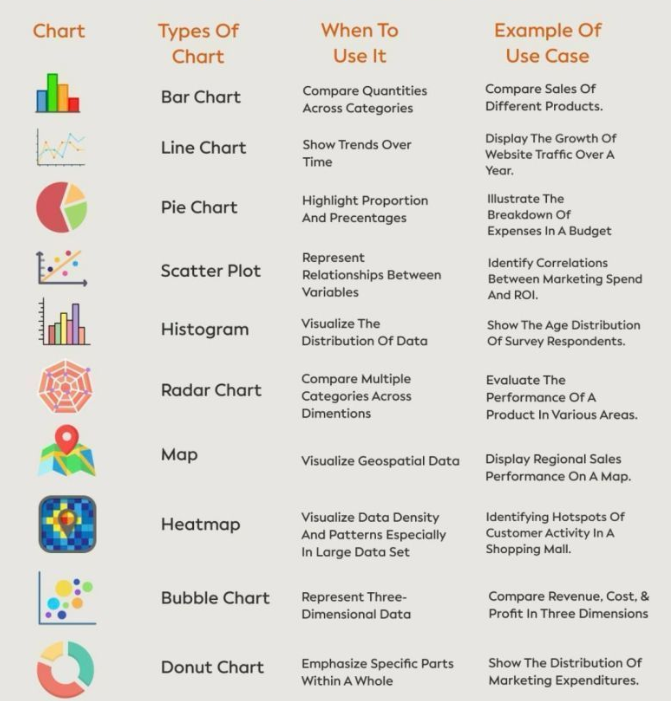 Chart
Types Of
Chart
When To
Use It
Example Of
Use Case
Bar Chart
Compare Quantities
Across Categories
Compare Sales Of
Different Products.
Line Chart
Show Trends Over
Time
Display The Growth Of
Website Traffic Over A
Year.
Pie Chart
Highlight Proportion
And Precentages
Illustrate The
Breakdown Of
Expenses In A Budget
Scatter Plot
Represent
Relationships Between
Variables
Identify Correlations
Between Marketing Spend
And ROI.
Histogram
Visualize The
Distribution Of Data
Show The Age Distribution
Of Survey Respondents.
Radar Chart
Compare Multiple
Categories Across
Dimentions
Evaluate The
Performance Of A
Product In Various Areas.
Map
Visualize Geospatial Data
Display Regional Sales
Performance On A Map.
Heatmap
Visualize Data Density
And Patterns Especially
In Large Data Set
Identifying Hotspots Of
Customer Activity In A
Shopping Mall.
Bubble Chart
Represent Three-
Dimensional Data
Compare Revenue, Cost, &
Profit In Three Dimensions
Donut Chart
Emphasize Specific Parts
Within A Whole
Show The Distribution Of
Marketing Expenditures.